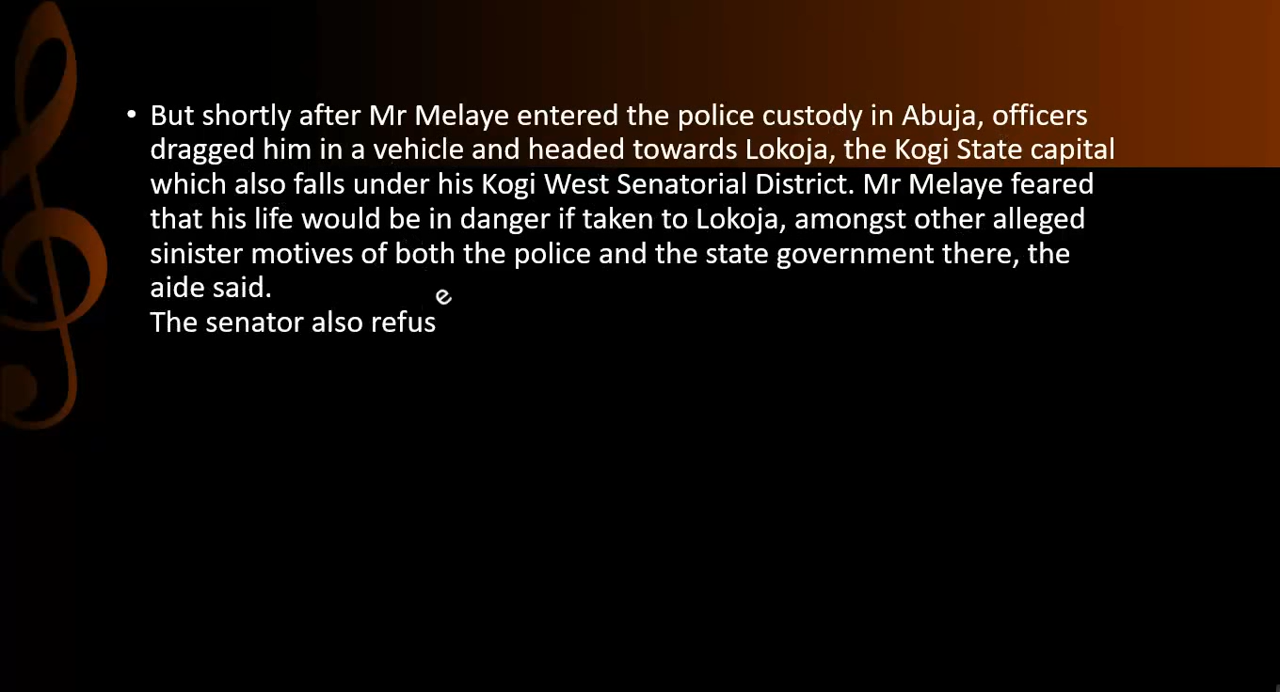 • But shortly after Mr Melaye entered the police custody in Abuja, officers
dragged him in a vehicle and headed towards Lokoja, the Kogi State capital
which also falls under his Kogi West Senatorial District. Mr Melaye feared
that his life would be in danger if taken to Lokoja, amongst other alleged
sinister motives of both the police and the state government there, the
aide said.
The senator also refuse